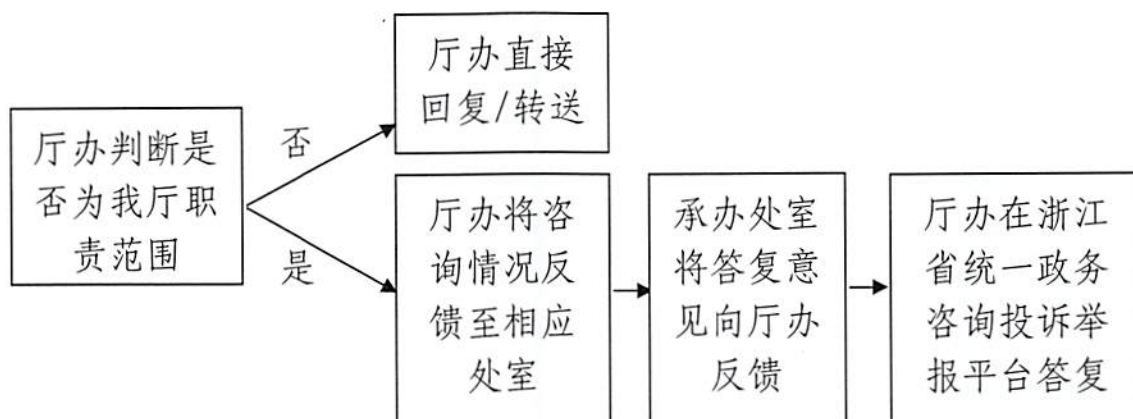 厅办直接
回复/转送
厅办判断是
否为我厅职
责范围
否
是
厅办将咨
询情况反
馈至相应
处室
承办处室
将答复意
见向厅办
反馈
厅办在浙江
省统一政务
咨询投诉举
报平台答复